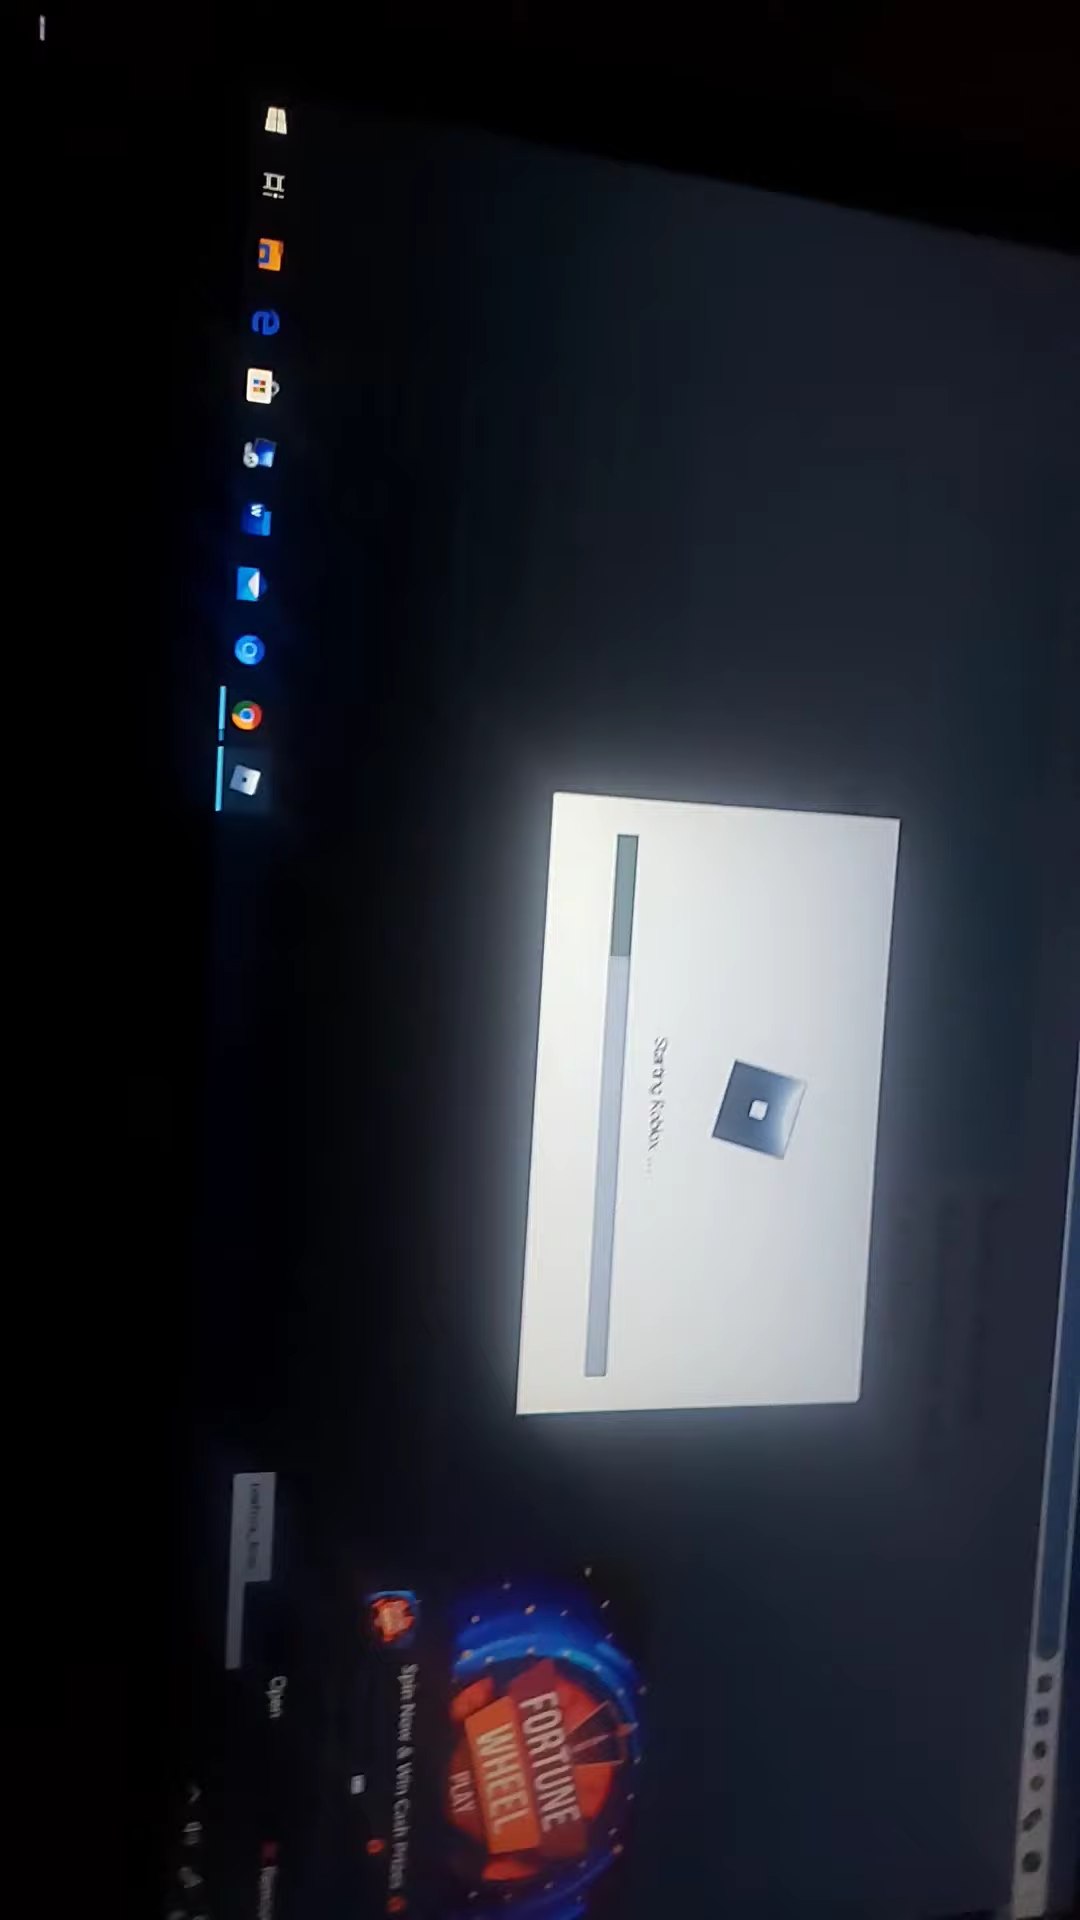 Starting Roblox ...
FORTUNE
WHEEL
PLAY
Spin Now & Win Cash Prizes
Open